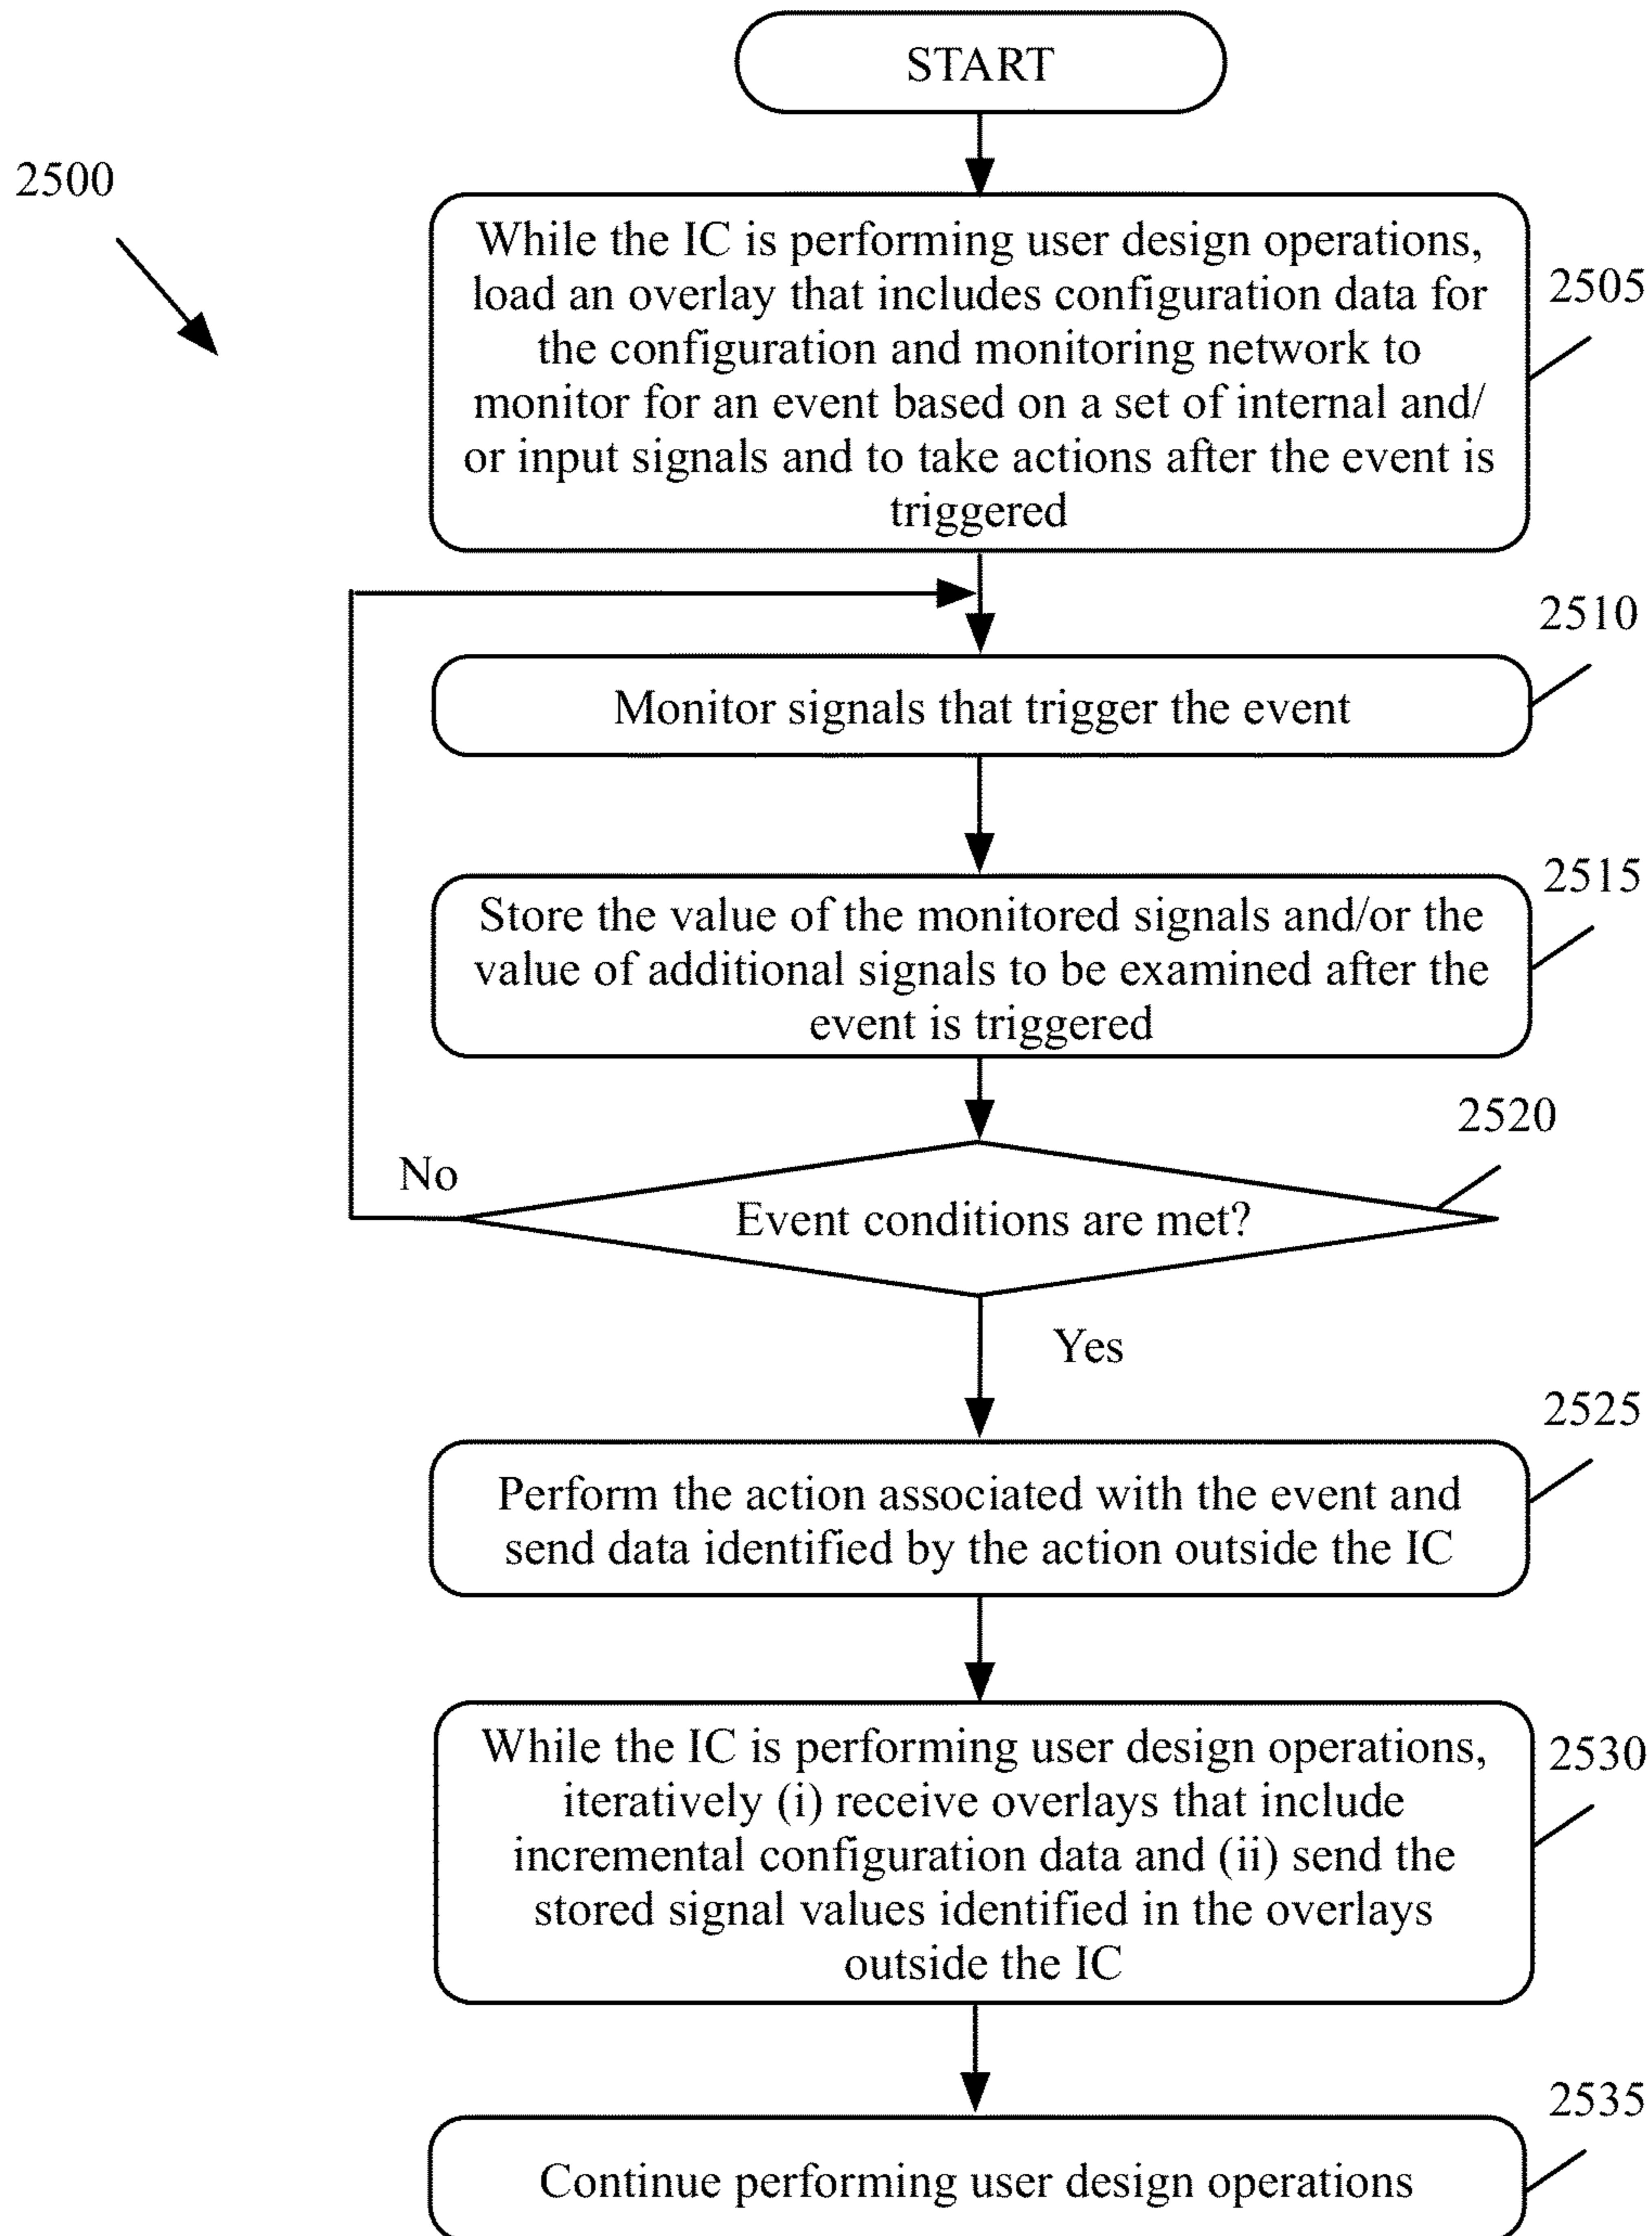 START
2500
While the IC is performing user design operations,
load an overlay that includes configuration data for
the configuration and monitoring network to
monitor for an event based on a set of internal and/
or input signals and to take actions after the event is
triggered
2505
2510
Monitor signals that trigger the event
2515
Store the value of the monitored signals and/or the
value of additional signals to be examined after the
event is triggered
2520
No
Event conditions are met?
Yes
2525
Perform the action associated with the event and
send data identified by the action outside the IC
While the IC is performing user design operations,
iteratively (i) receive overlays that include
incremental configuration data and (ii) send the
stored signal values identified in the overlays
outside the IC
2530
2535
Continue performing user design operations